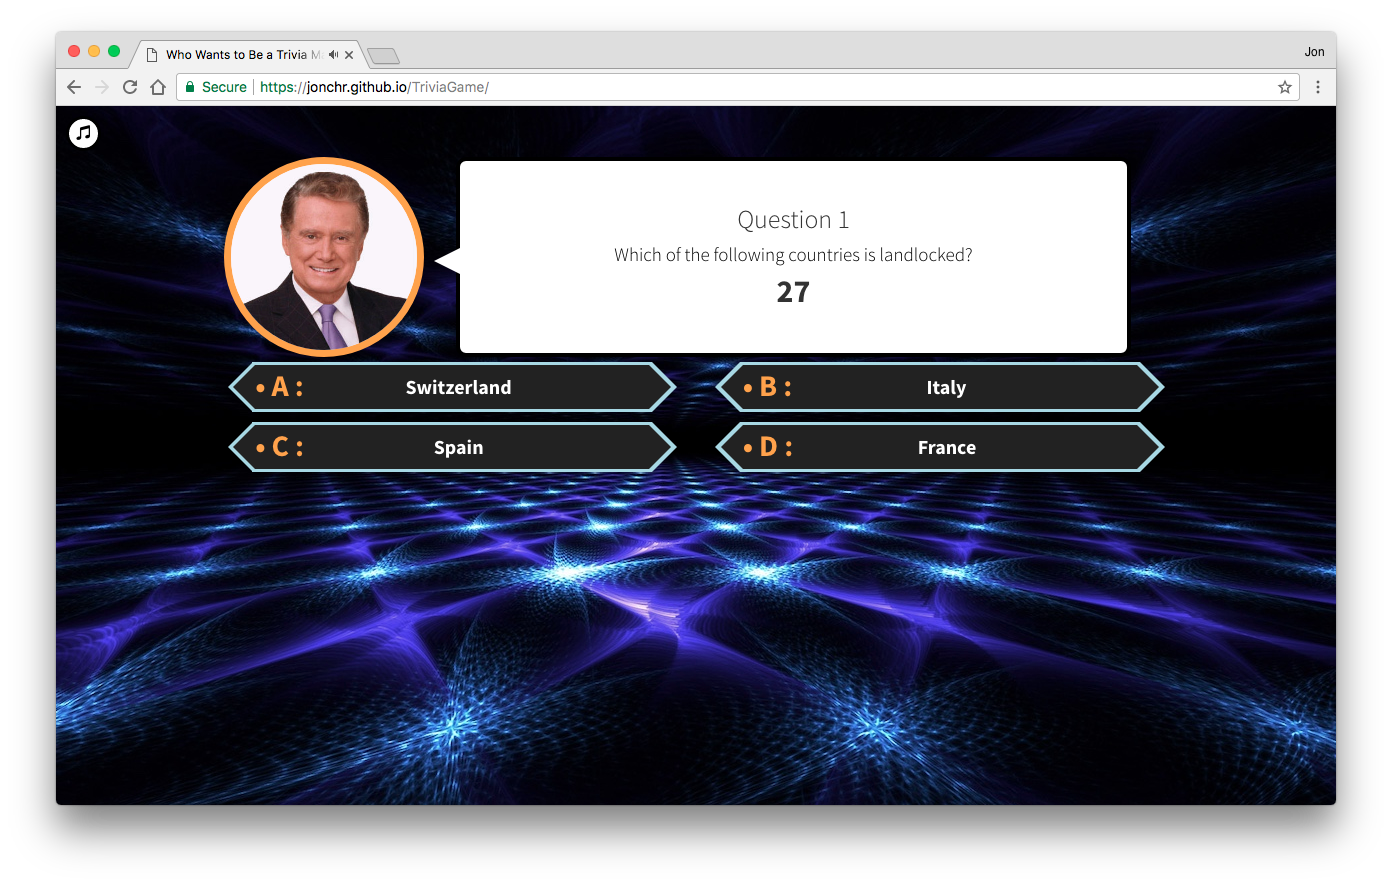 Who Wants to Be a Trivia
Jon
Secure
https://jonchr.github.io/TriviaGame/
Question 1
Which of the following countries is landlocked?
27
• A :
Switzerland
• B :
Italy
• C :
Spain
• D :
France